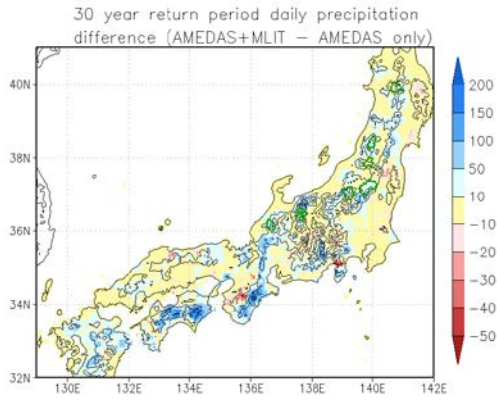 30 year return period daily precipitation
difference (AMEDAS+MLIT − AMEDAS only)
40N
38N
36N
34N
32N
130E 132E 134E 136E 138E 140E 142E
200
150
100
50
10
−10
−20
−30
−40
−50